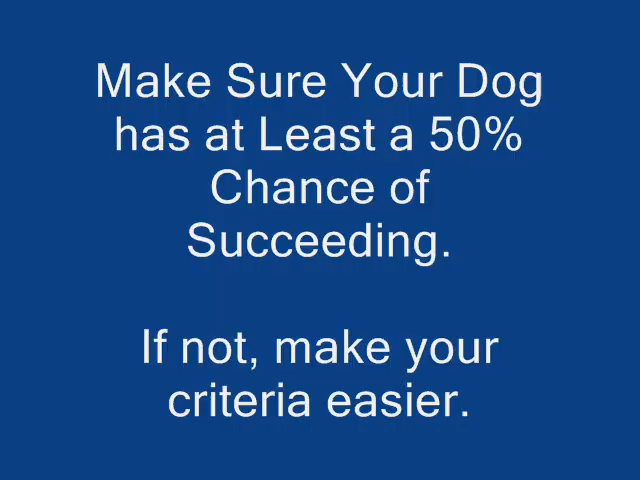 Make Sure Your Dog
has at Least a 50%
Chance of
Succeeding.
If not, make your
criteria easier.